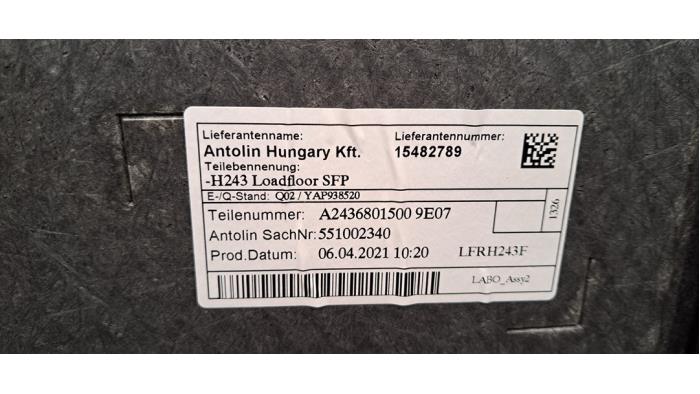 Lieferantenname: Lieferantennummer:
Antolin Hungary Kft. 15482789
Teilebennenung:
-H243 Loadfloor SFP
E-/Q-Stand: Q02 / YAP938520
Teilenummer: A2436801500 9E07
1326
Antolin SachNr: 551002340
Prod.Datum: 06.04.2021 10:20 LFRH243F
LABO_Assy2